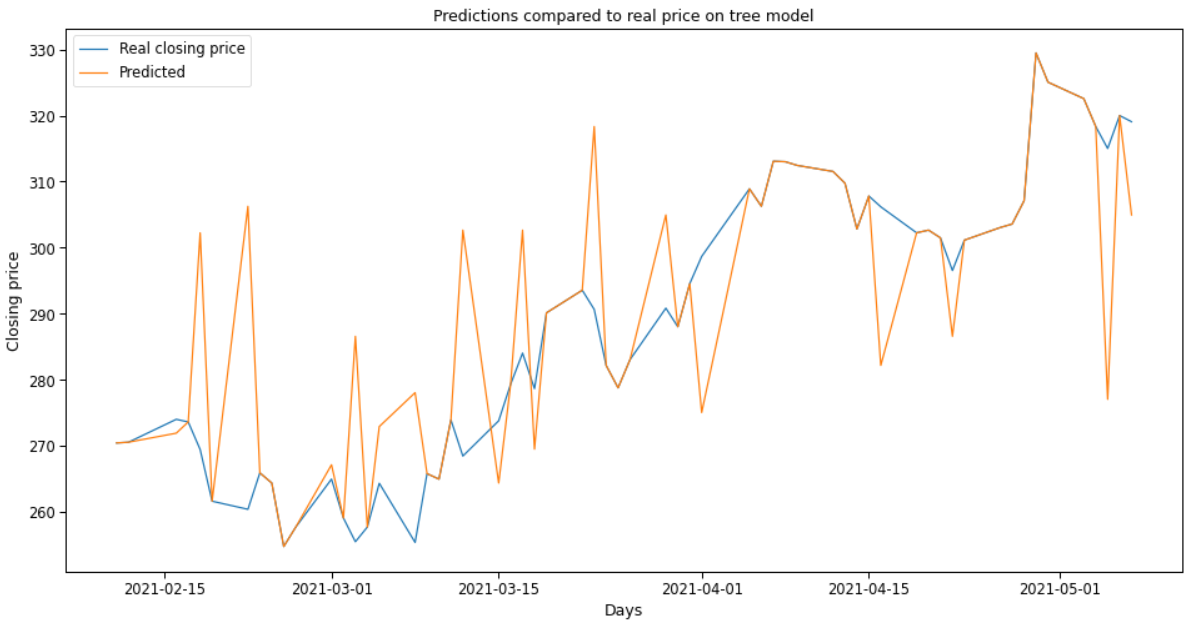 Predictions compared to real price on tree model
Real closing price
Predicted
Closing price
330
320
310
300
290
280
270
260
2021-02-15 2021-03-01 2021-03-15 2021-04-01 2021-04-15 2021-05-01
Days